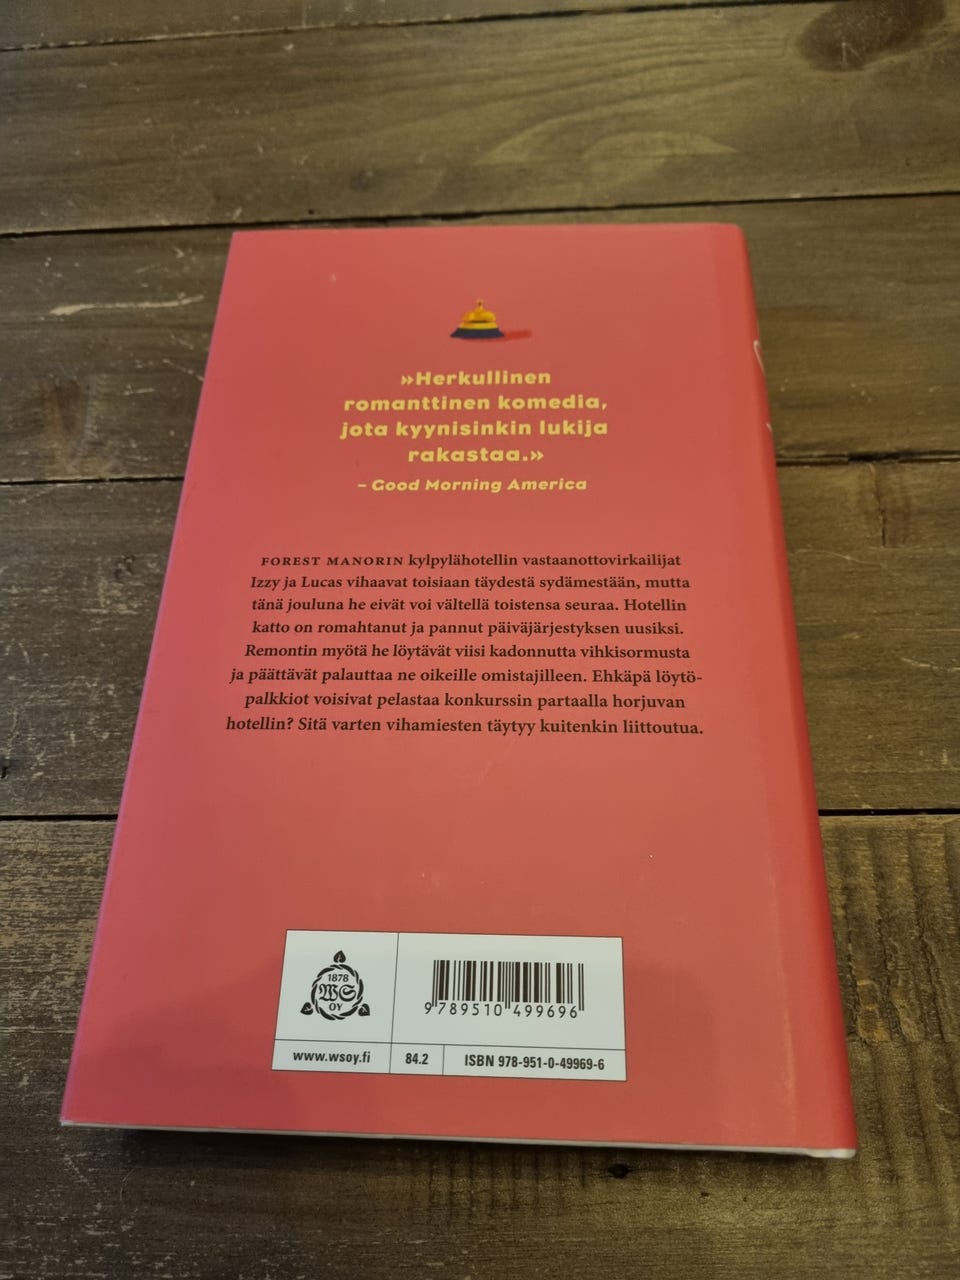 »Herkullinen
romanttinen komedia,
jota kyynisinkin lukija
rakastaa.»
– Good Morning America
FOREST MANORIN kylpylähotellin vastaanottovirkailijat
Izzy ja Lucas vihaavat toisiaan täydestä sydämestään, mutta
tänä jouluna he eivät voi vältellä toistensa seuraa. Hotellin
katto on romahtanut ja pannut päiväjärjestyksen uusiksi.
Remontin myötä he löytävät viisi kadonnutta vihkisormusta
ja päättävät palauttaa ne oikeille omistajilleen. Ehkäpä löytö-
palkkiot voisivat pelastaa konkurssin partaalla horjuvan
hotellin? Sitä varten vihamiesten täytyy kuitenkin liittoutua.
1878
WS
OY
9 789510 499696
www.wsoy.fi
84.2
ISBN 978-951-0-49969-6